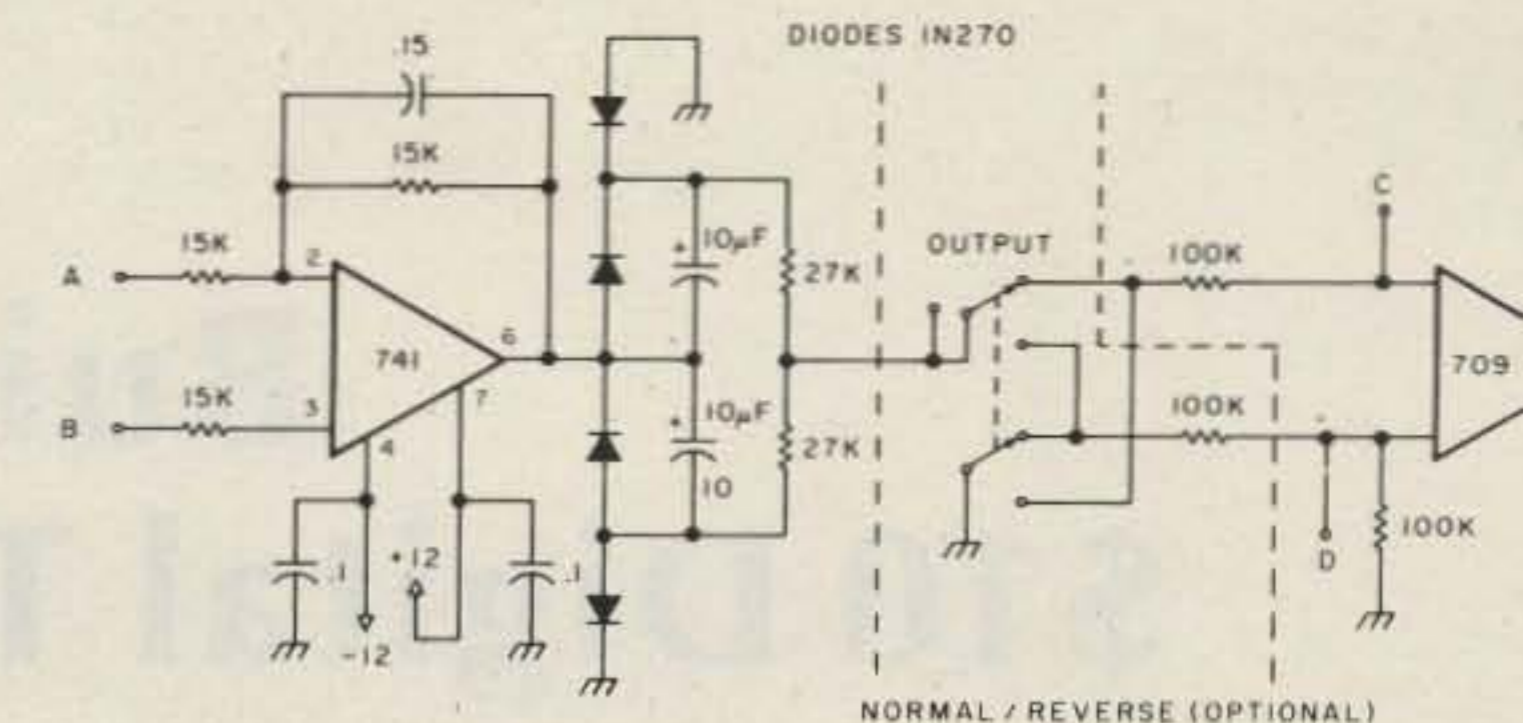 DIODES IN270
.15
15K
15K
A
2
741
6
7
15K
B
3
4
.1
-12
+12
.1
+
10µF
27K
+
10µF
10
27K
OUTPUT
100K
C
709
100K
D
100K
NORMAL / REVERSE (OPTIONAL)